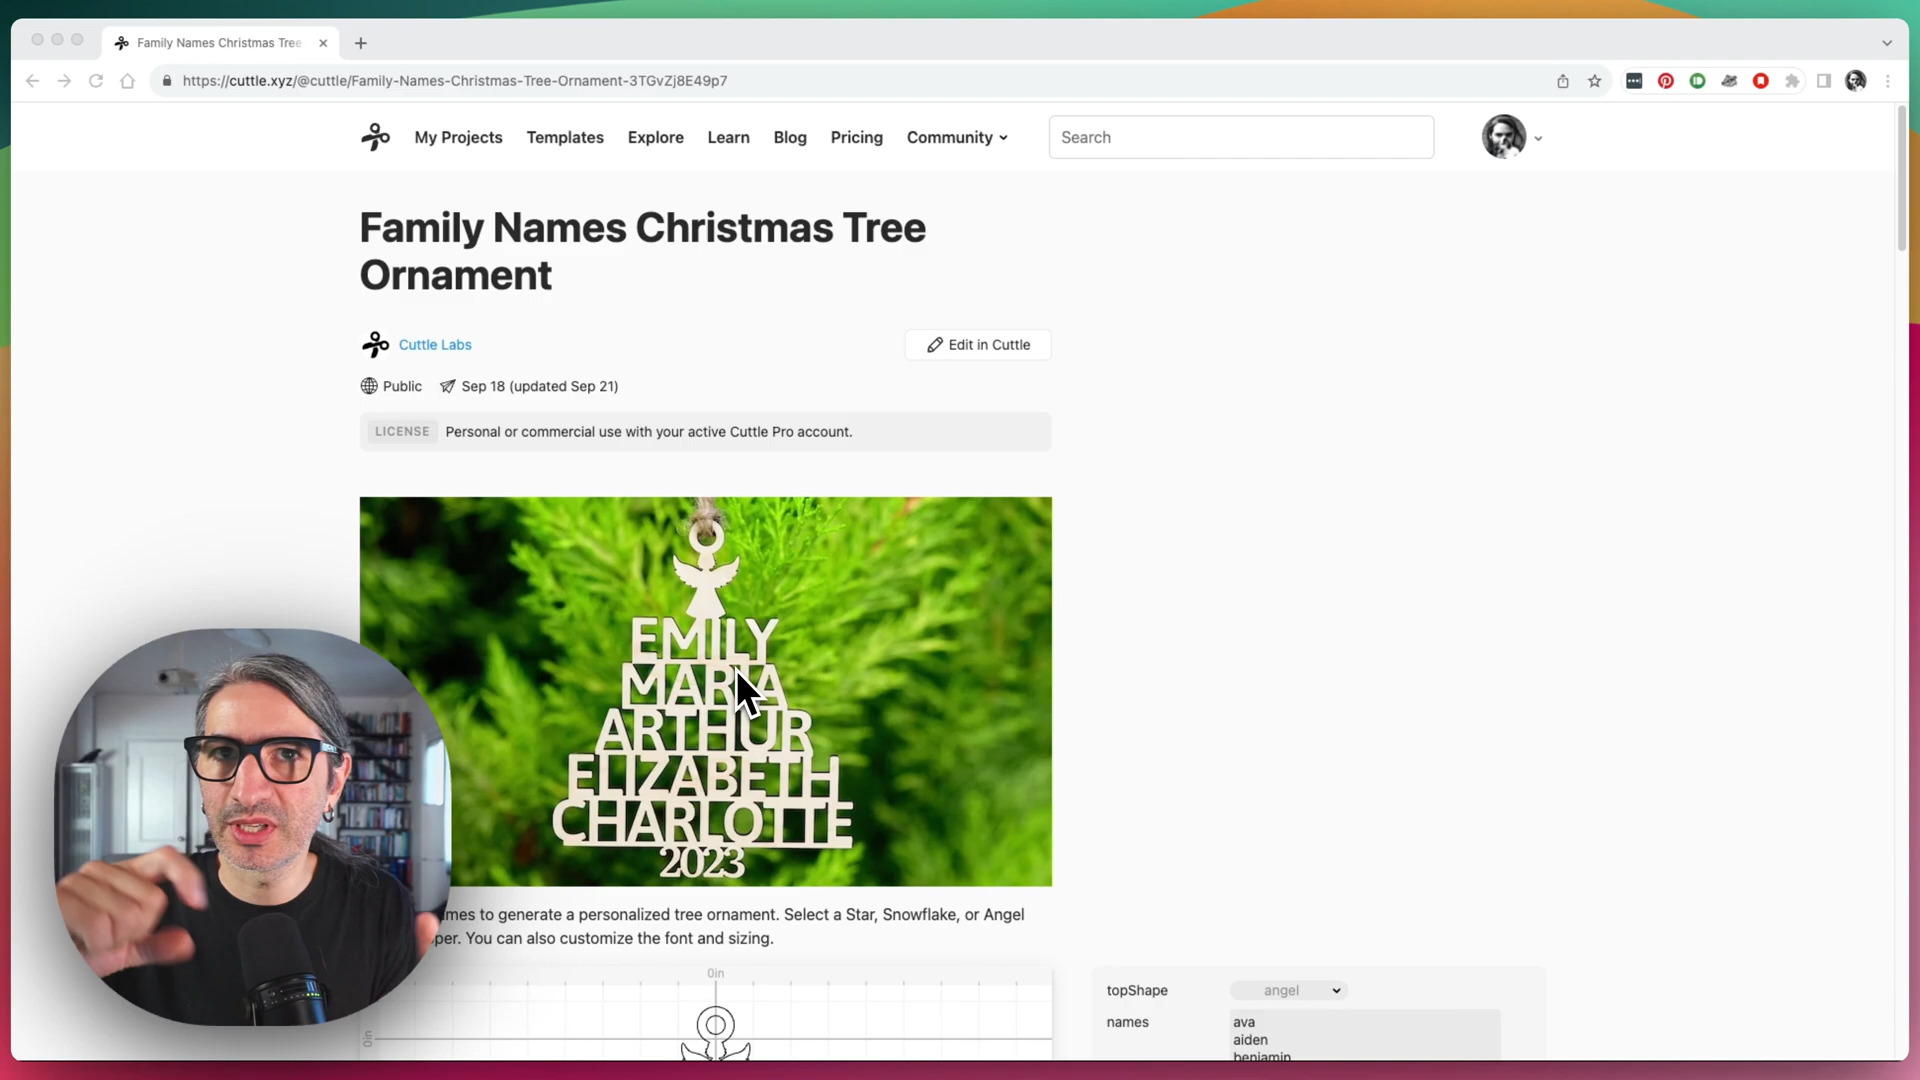 Family Names Christmas Tree
https://cuttle.xyz/@cuttle/Family-Names-Christmas-Tree-Ornament-3TGvZj8E49p7
My Projects Templates Explore Learn Blog Pricing Community Search
Family Names Christmas Tree
Ornament
Cuttle Labs Edit in Cuttle
Public Sep 18 (updated Sep 21)
LICENSE Personal or commercial use with your active Cuttle Pro account.
EMILY
MARIA
ARTHUR
ELIZABETH
CHARLOTTE
2023
to generate a personalized tree ornament. Select a Star, Snowflake, or Angel
You can also customize the font and sizing.
0in
0in
topShape angel
names ava
aiden
benjamin